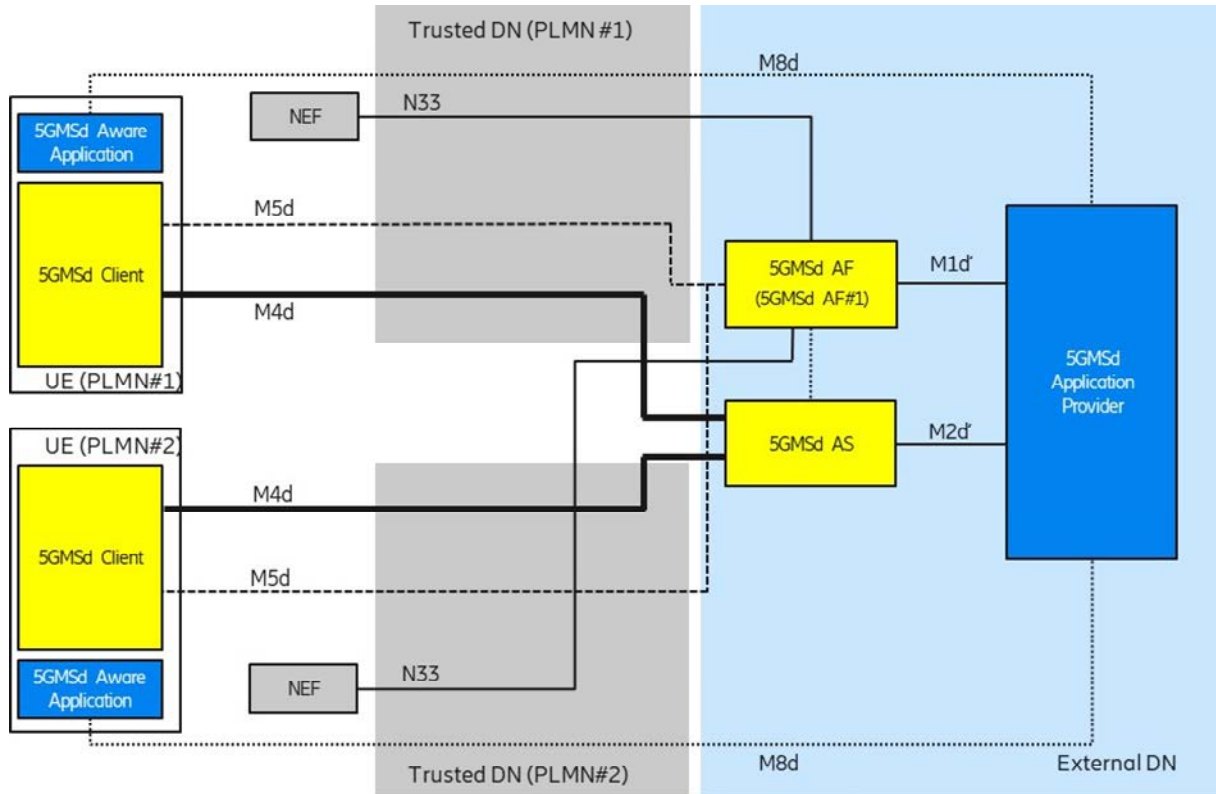 Trusted DN (PLMN #1)
M8d
N33
NEF
5GMSd Aware
Application
M5d
5GMSd Client
M4d
UE (PLMN#1)
5GMSd AF
(5GMSd AF#1)
M1d'
5GMSd
Application
Provider
5GMSd AS
M2d'
UE (PLMN#2)
M4d
5GMSd Client
M5d
5GMSd Aware
Application
NEF
N33
M8d
External DN
Trusted DN (PLMN#2)